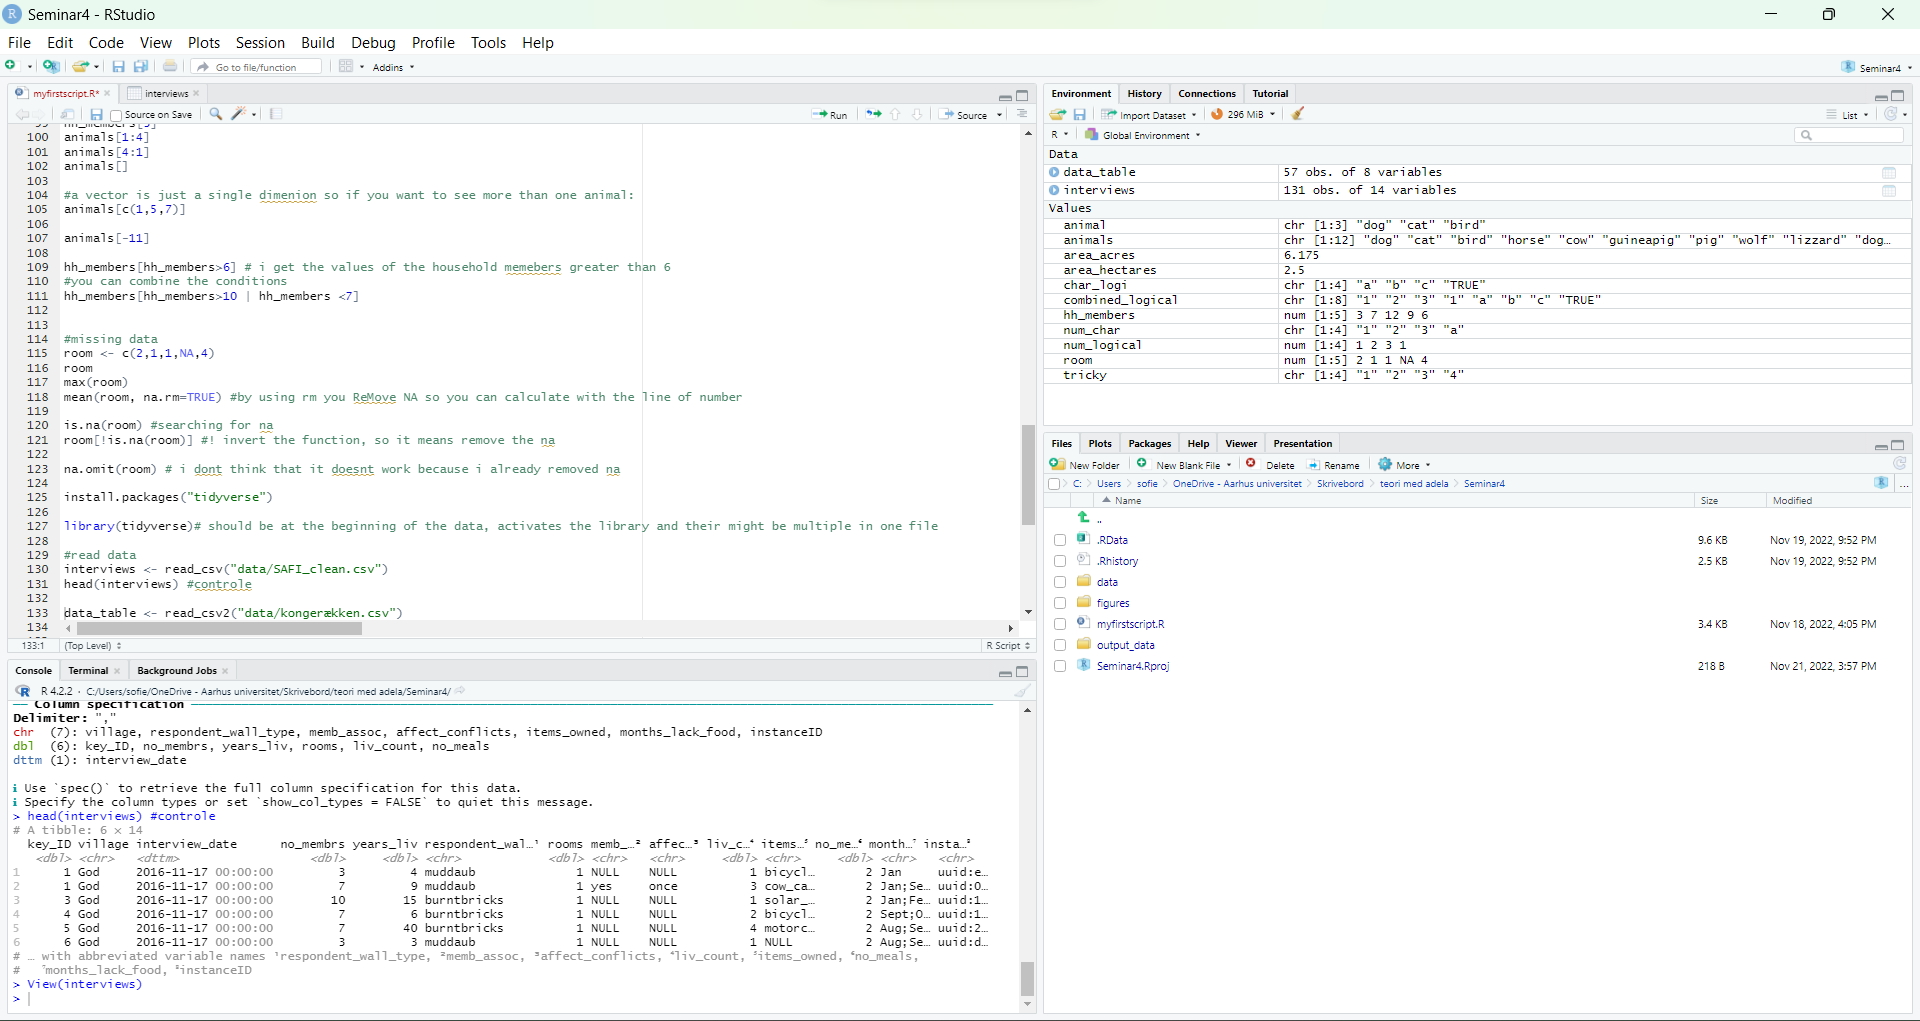 Seminar4 - RStudio
File Edit Code View Plots Session Build Debug Profile Tools Help
Go to file/function Addins Seminar4
myfirstscript.R* interviews
Source on Save Run Source
100 animals[1:4]
101 animals[4:1]
102 animals[]
103
104 #a vector is just a single dimenion so if you want to see more than one animal:
105 animals[c(1,5,7)]
106
107 animals[-11]
108
109 hh_members[hh_members>6] # i get the values of the household memebers greater than 6
110 #you can combine the conditions
111 hh_members[hh_members>10 | hh_members <7]
112
113
114 #missing data
115 room <- c(2,1,1,NA,4)
116 room
117 max(room)
118 mean(room, na.rm=TRUE) #by using rm you ReMove NA so you can calculate with the line of number
119
120 is.na(room) #searching for na
121 room[!is.na(room)] #! invert the function, so it means remove the na
122
123 na.omit(room) # i dont think that it doesnt work because i already removed na
124
125 install.packages("tidyverse")
126
127 library(tidyverse)# should be at the beginning of the data, activates the library and their might be multiple in one file
128
129 #read data
130 interviews <- read_csv("data/SAFI_clean.csv")
131 head(interviews) #controle
132
133 data_table <- read_csv2("data/kongerækken.csv")
134
133:1 (Top Level) R Script
Console Terminal Background Jobs
R 4.2.2 · C:/Users/sofie/OneDrive - Aarhus universitet/Skrivebord/teori med adela/Seminar4/
Column specification
Delimiter: ","
chr (7): village, respondent_wall_type, memb_assoc, affect_conflicts, items_owned, months_lack_food, instanceID
dbl (6): key_ID, no_membrs, years_liv, rooms, liv_count, no_meals
dttm (1): interview_date
ℹ Use `spec()` to retrieve the full column specification for this data.
ℹ Specify the column types or set `show_col_types = FALSE` to quiet this message.
> head(interviews) #controle
# A tibble: 6 × 14
key_ID village interview_date no_membrs years_liv respondent_wal…¹ rooms memb_…² affec…³ liv_c…⁴ items…⁵ no_me…⁶ month…⁷ insta…⁸
<dbl> <chr> <dttm> <dbl> <dbl> <chr> <dbl> <chr> <chr> <dbl> <chr> <dbl> <chr> <chr>
1 1 God 2016-11-17 00:00:00 3 4 muddaub 1 NULL NULL 1 bicycl… 2 Jan uuid:e…
2 1 God 2016-11-17 00:00:00 7 9 muddaub 1 yes once 3 cow_ca… 2 Jan;Se… uuid:0…
3 3 God 2016-11-17 00:00:00 10 15 burntbricks 1 NULL NULL 1 solar_… 2 Jan;Fe… uuid:1…
4 4 God 2016-11-17 00:00:00 7 6 burntbricks 1 NULL NULL 2 bicycl… 2 Sept;O… uuid:1…
5 5 God 2016-11-17 00:00:00 7 40 burntbricks 1 NULL NULL 4 motorc… 2 Aug;Se… uuid:2…
6 6 God 2016-11-17 00:00:00 3 3 muddaub 1 NULL NULL 1 NULL 2 Aug;Se… uuid:d…
# … with abbreviated variable names ¹respondent_wall_type, ²memb_assoc, ³affect_conflicts, ⁴liv_count, ⁵items_owned, ⁶no_meals,
# ⁷months_lack_food, ⁸instanceID
> View(interviews)
>
Environment History Connections Tutorial
Import Dataset 296 MiB List
R Global Environment
Data
data_table 57 obs. of 8 variables
interviews 131 obs. of 14 variables
Values
animal chr [1:3] "dog" "cat" "bird"
animals chr [1:12] "dog" "cat" "bird" "horse" "cow" "guineapig" "pig" "wolf" "lizzard" "dog…
area_acres 6.175
area_hectares 2.5
char_logi chr [1:4] "a" "b" "c" "TRUE"
combined_logical chr [1:8] "1" "2" "3" "1" "a" "b" "c" "TRUE"
hh_members num [1:5] 3 7 12 9 6
num_char chr [1:4] "1" "2" "3" "a"
num_logical num [1:4] 1 2 3 1
room num [1:5] 2 1 1 NA 4
tricky chr [1:4] "1" "2" "3" "4"
Files Plots Packages Help Viewer Presentation
New Folder New Blank File Delete Rename More
C: Users sofie OneDrive - Aarhus universitet Skrivebord teori med adela Seminar4 ...
Name Size Modified
..
.RData 9.6 KB Nov 19, 2022, 9:52 PM
.Rhistory 2.5 KB Nov 19, 2022, 9:52 PM
data
figures
myfirstscript.R 3.4 KB Nov 18, 2022, 4:05 PM
output_data
Seminar4.Rproj 218 B Nov 21, 2022, 3:57 PM